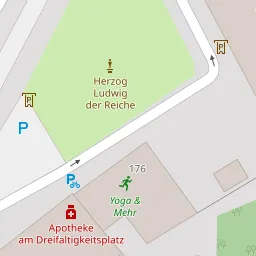 P
Herzog
Ludwig
der Reiche
P
P
P
176
Yoga &
Mehr
Apotheke
am Dreifaltigkeitsplatz